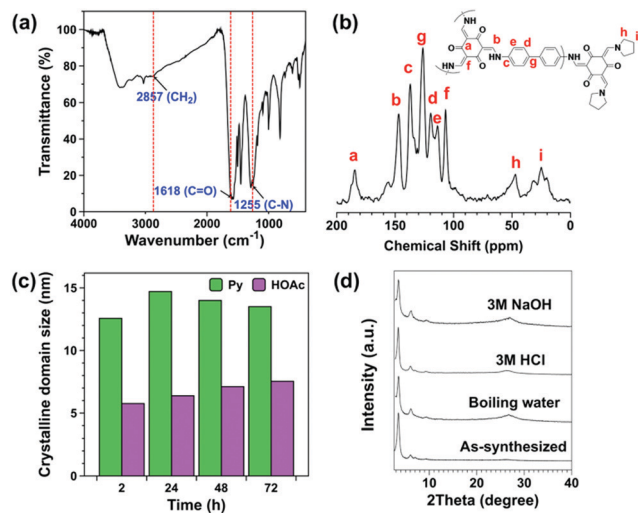 (a)
Transmittance (%)
100
80
60
40
20
0
2857 (CH2)
1618 (C=O)
1255 (C-N)
4000 3000 2000 1000
Wavenumber (cm-1)
(b)
a
b
c
g
d
e
f
h
i
200 150 100 50 0
Chemical Shift (ppm)
NH
O
O
a
b
NH
O
f
e
d
c
g
NH
O
O
O
N
N
h
i
(c)
Crystalline domain size (nm)
15
10
5
0
Py HOAc
2 24 48 72
Time (h)
(d)
Intensity (a.u.)
3M NaOH
3M HCl
Boiling water
As-synthesized
10 20 30 40
2Theta (degree)